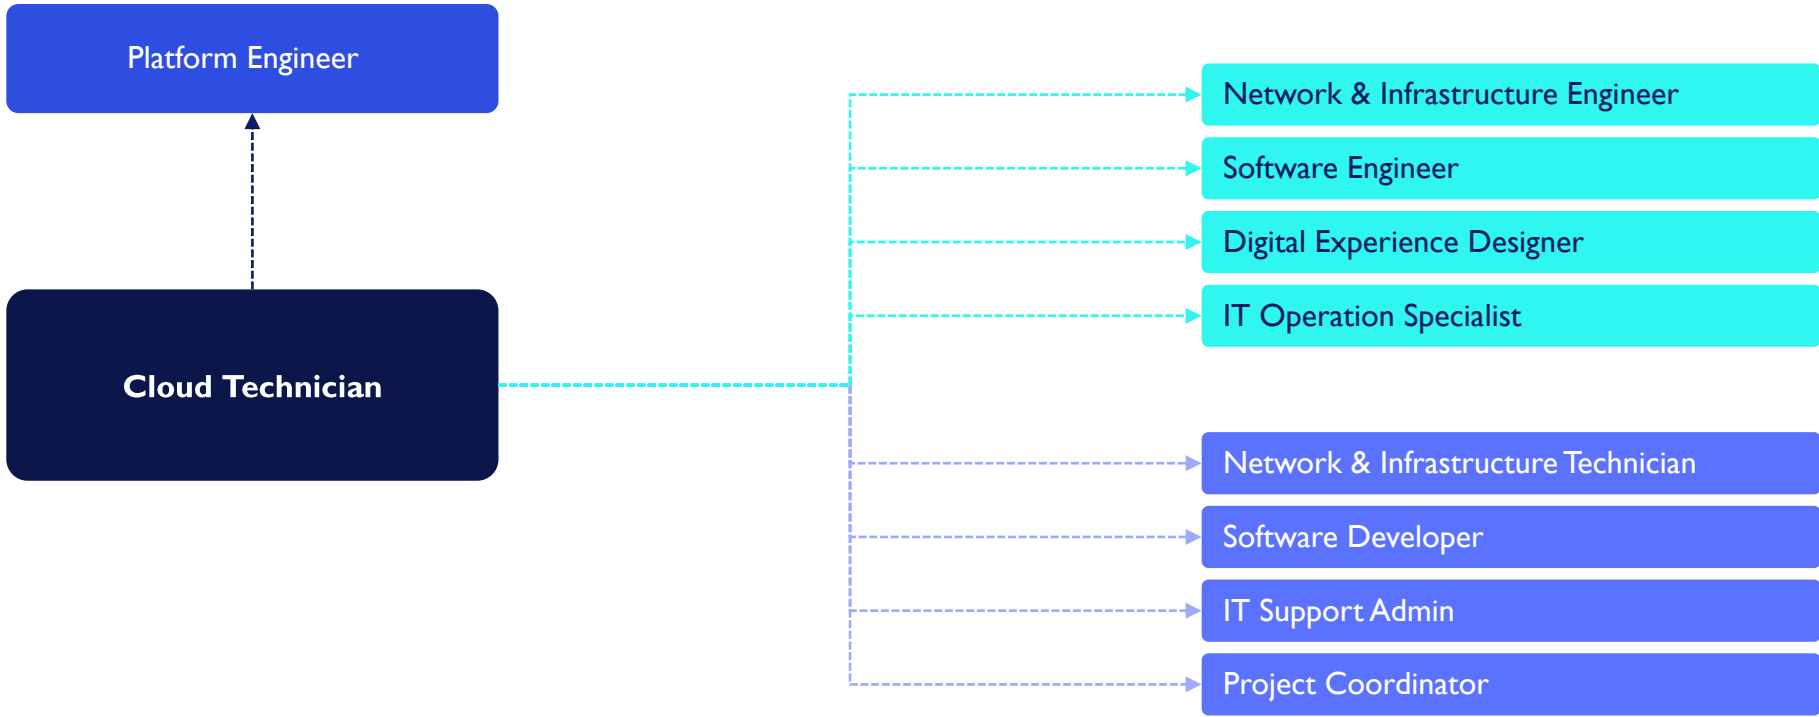 Platform Engineer
Cloud Technician
Network & Infrastructure Engineer
Software Engineer
Digital Experience Designer
IT Operation Specialist
Network & Infrastructure Technician
Software Developer
IT Support Admin
Project Coordinator